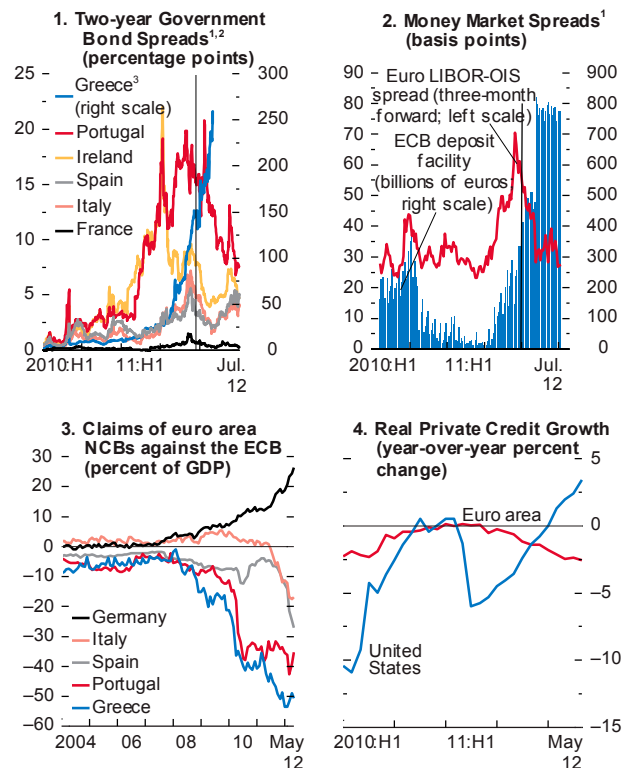 1. Two-year Government
Bond Spreads1,2
(percentage points)
25
20
15
10
5
0
300
250
200
150
100
50
0
Greece3
(right scale)
Portugal
Ireland
Spain
Italy
France
2010:H1
11:H1
Jul.
12
2. Money Market Spreads1
(basis points)
90
80
70
60
50
40
30
20
10
0
900
800
700
600
500
400
300
200
100
0
Euro LIBOR-OIS
spread (three-month
forward; left scale)
ECB deposit
facility
(billions of euros;
right scale)
2010:H1
11:H1
Jul.
12
3. Claims of euro area
NCBs against the ECB
(percent of GDP)
30
20
10
0
–10
–20
–30
–40
–50
–60
Germany
Italy
Spain
Portugal
Greece
2004
06
08
10
May
12
4. Real Private Credit Growth
(year-over-year percent
change)
5
0
–5
–10
–15
Euro area
United
States
2010:H1
11:H1
May
12